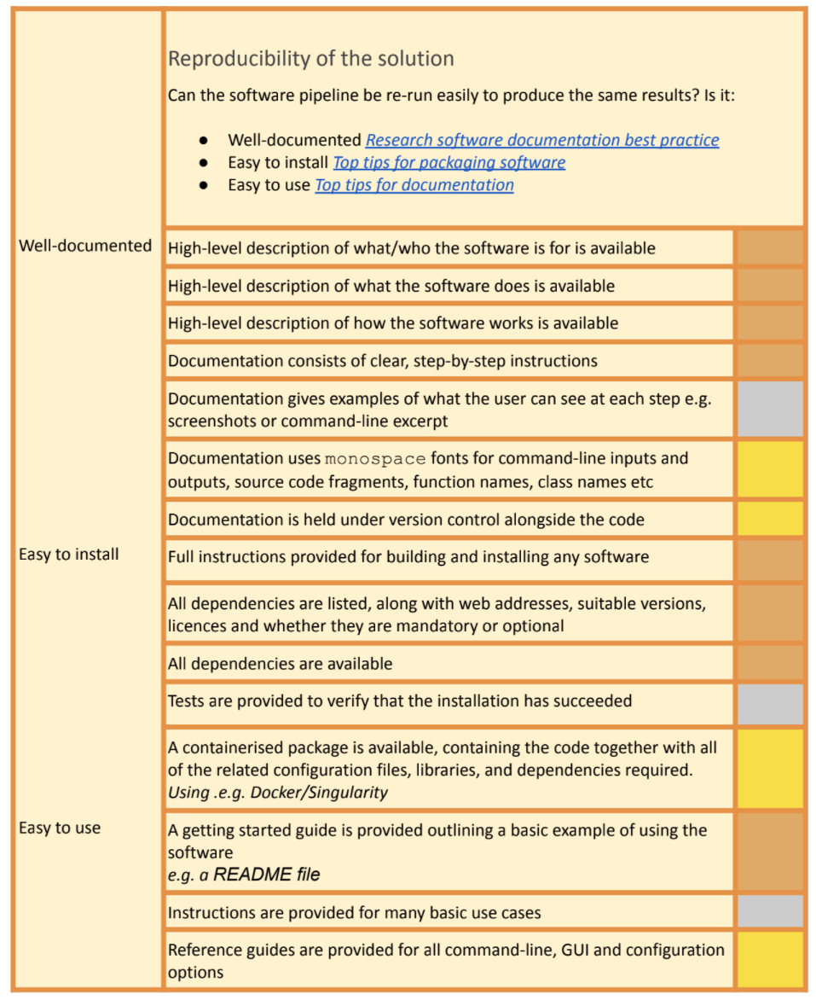 Reproducibility of the solution
Can the software pipeline be re-run easily to produce the same results? Is it:
● Well-documented Research software documentation best practice
● Easy to install Top tips for packaging software
● Easy to use Top tips for documentation
Well-documented
High-level description of what/who the software is for is available
High-level description of what the software does is available
High-level description of how the software works is available
Documentation consists of clear, step-by-step instructions
Documentation gives examples of what the user can see at each step e.g.
screenshots or command-line excerpt
Documentation uses monospace fonts for command-line inputs and
outputs, source code fragments, function names, class names etc
Documentation is held under version control alongside the code
Easy to install
Full instructions provided for building and installing any software
All dependencies are listed, along with web addresses, suitable versions,
licences and whether they are mandatory or optional
All dependencies are available
Tests are provided to verify that the installation has succeeded
A containerised package is available, containing the code together with all
of the related configuration files, libraries, and dependencies required.
Using .e.g. Docker/Singularity
Easy to use
A getting started guide is provided outlining a basic example of using the
software
e.g. a README file
Instructions are provided for many basic use cases
Reference guides are provided for all command-line, GUI and configuration
options